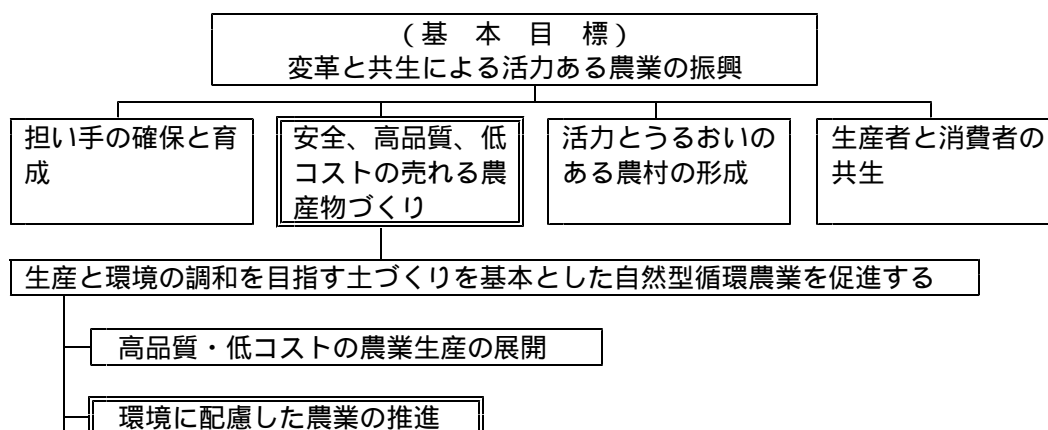 (基 本 目 標)
変革と共生による活力ある農業の振興
担い手の確保と育
成
安全、高品質、低
コストの売れる農
産物づくり
活力とうるおいの
ある農村の形成
生産者と消費者の
共生
生産と環境の調和を目指す土づくりを基本とした自然型循環農業を促進する
高品質・低コストの農業生産の展開
環境に配慮した農業の推進